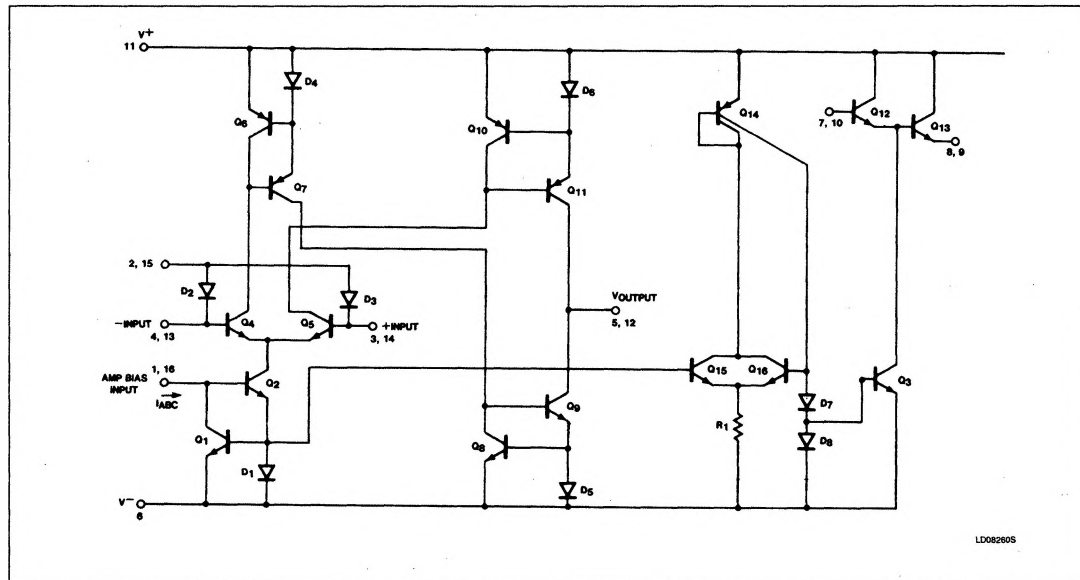 V+
11
D4
D6
Q6
Q10
Q14
Q12
7, 10
Q13
8, 9
Q7
Q11
2, 15
D2
D3
VOUTPUT
5, 12
−INPUT
4, 13
Q4
Q5
+INPUT
3, 14
1, 16
AMP BIAS
INPUT
IABC
Q2
Q15
Q16
Q3
D7
Q9
R1
D8
Q1
Q8
D1
D5
V−
6
LD08260S